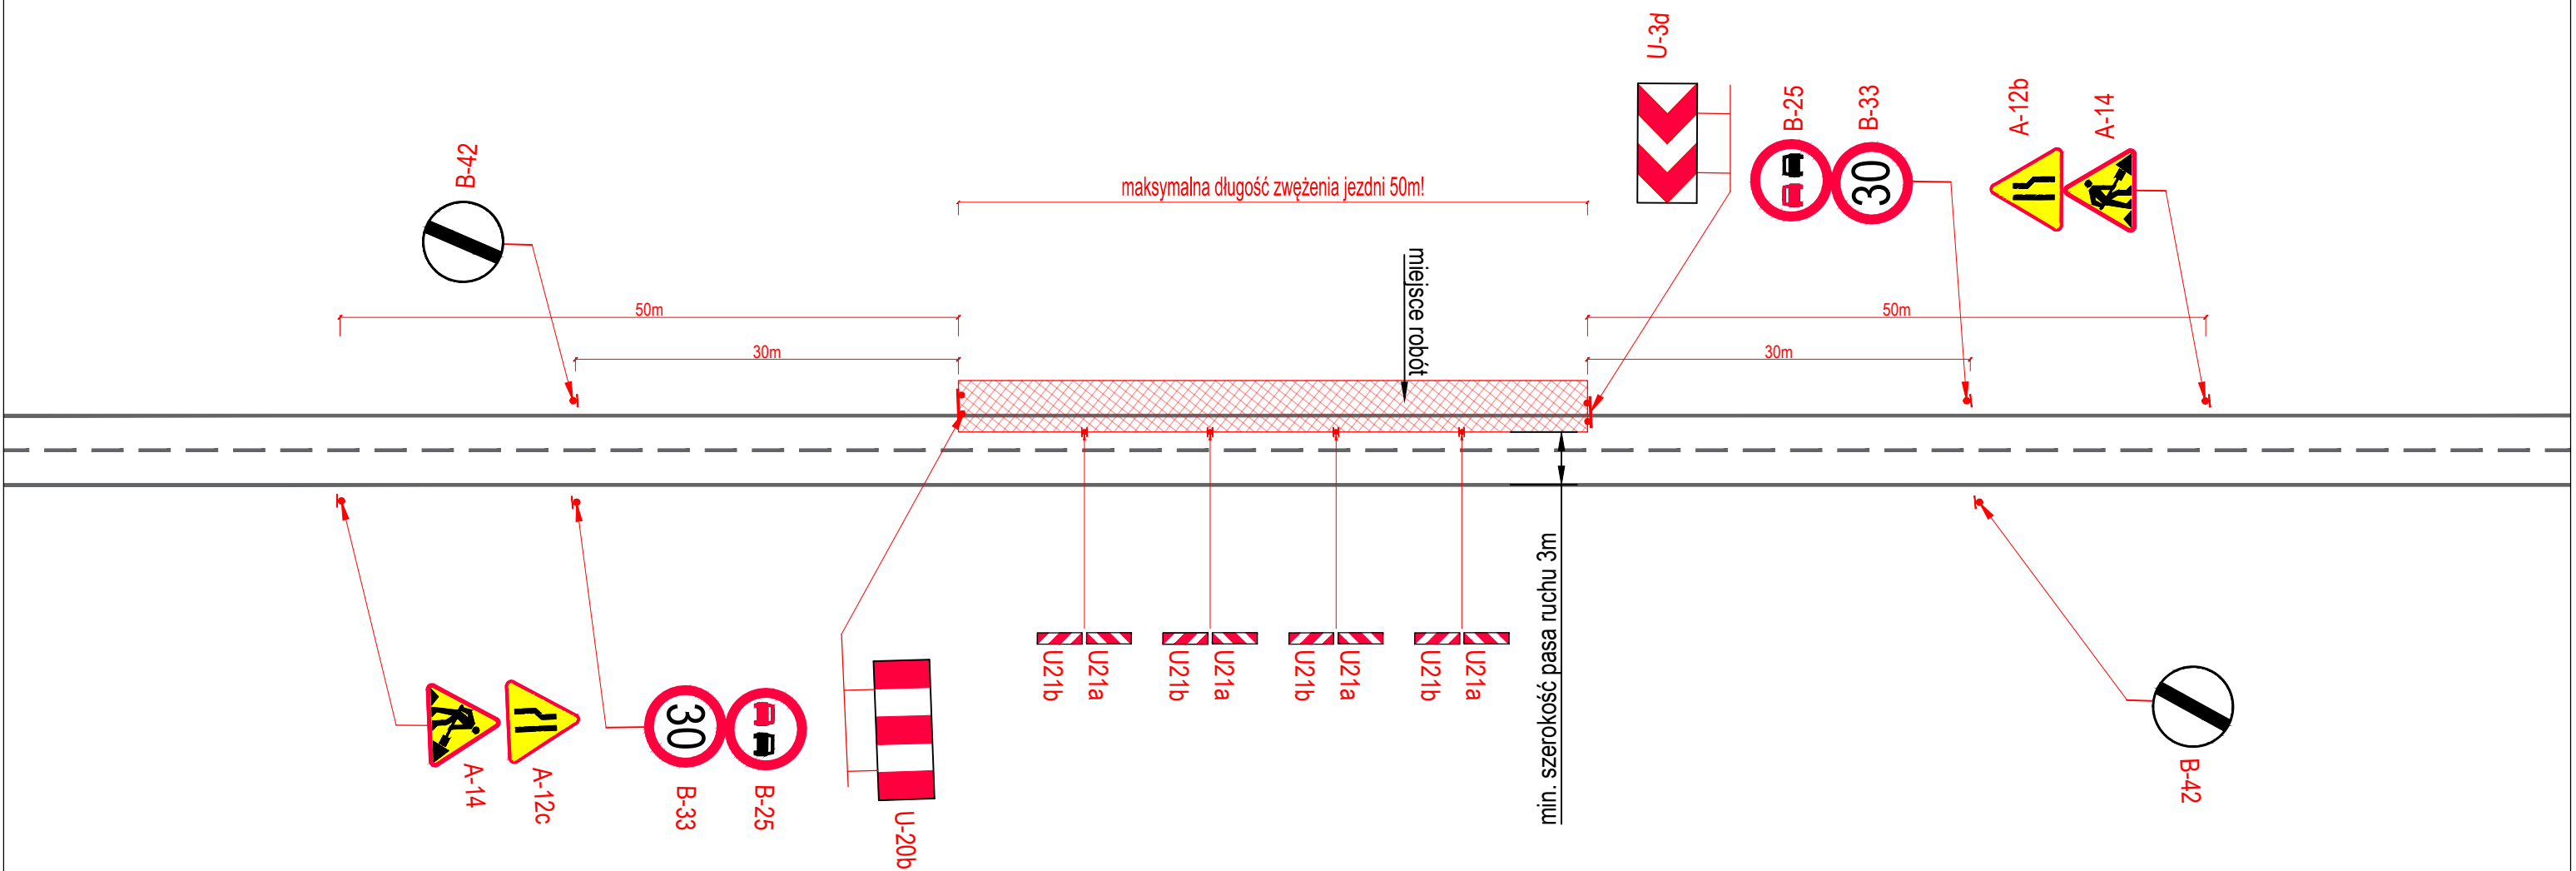 U-3d
B-25
B-33
A-12b
A-14
30
B-42
maksymalna długość zwężenia jezdni 50m!
miejsce robót
50m
50m
30m
30m
min. szerokość pasa ruchu 3m
U21b
U21a
U21b
U21a
U21b
U21a
U21b
U21a
30
A-14
A-12c
B-33
B-25
U-20b
B-42